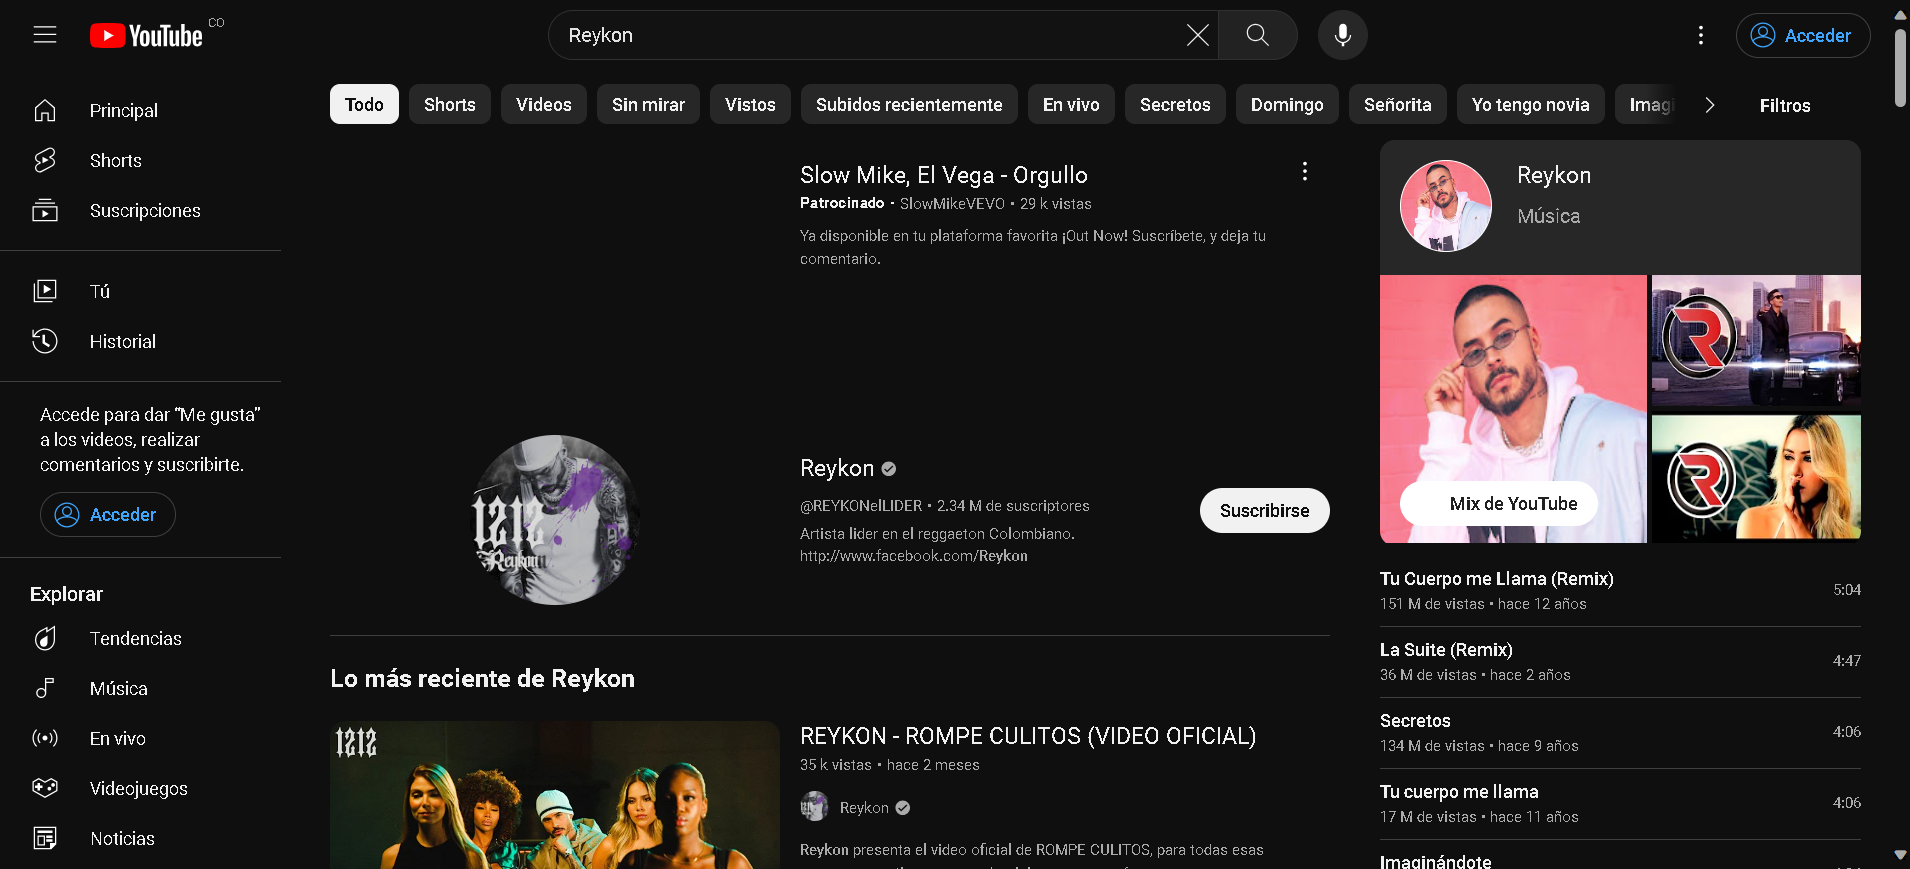 YouTube CO
Reykon
Acceder
Principal
Shorts
Suscripciones
Tú
Historial
Accede para dar “Me gusta”
a los videos, realizar
comentarios y suscribirte.
Acceder
Explorar
Tendencias
Música
En vivo
Videojuegos
Noticias
Todo Shorts Videos Sin mirar Vistos Subidos recientemente En vivo Secretos Domingo Señorita Yo tengo novia Imagi Filtros
Slow Mike, El Vega - Orgullo
Patrocinado • SlowMikeVEVO • 29 k vistas
Ya disponible en tu plataforma favorita ¡Out Now! Suscríbete, y deja tu
comentario.
1212
Reykon
Reykon
@REYKONelLIDER • 2.34 M de suscriptores
Artista lider en el reggaeton Colombiano.
http://www.facebook.com/Reykon
Suscribirse
Lo más reciente de Reykon
1212
REYKON - ROMPE CULITOS (VIDEO OFICIAL)
35 k vistas • hace 2 meses
Reykon
Reykon presenta el video oficial de ROMPE CULITOS, para todas esas
Reykon
Música
R
R
Mix de YouTube
Tu Cuerpo me Llama (Remix)
151 M de vistas • hace 12 años
5:04
La Suite (Remix)
36 M de vistas • hace 2 años
4:47
Secretos
134 M de vistas • hace 9 años
4:06
Tu cuerpo me llama
17 M de vistas • hace 11 años
4:06
Imaginándote